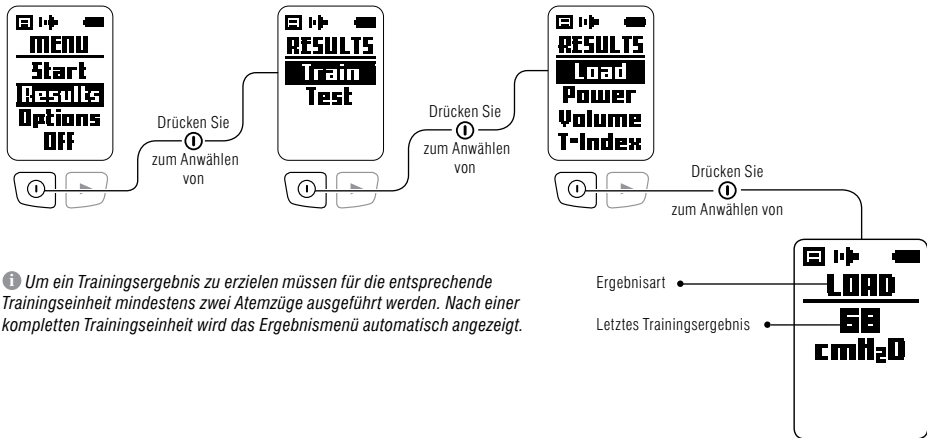 MENU
Start
Results
Options
OFF
Drücken Sie
zum Anwählen
von
RESULTS
Train
Test
Drücken Sie
zum Anwählen
von
RESULTS
Load
Power
Volume
T-Index
Drücken Sie
zum Anwählen von
Um ein Trainingsergebnis zu erzielen müssen für die entsprechende
Trainingseinheit mindestens zwei Atemzüge ausgeführt werden. Nach einer
kompletten Trainingseinheit wird das Ergebnismenü automatisch angezeigt.
Ergebnisart
LOAD
Letztes Trainingsergebnis
68
cmH₂O